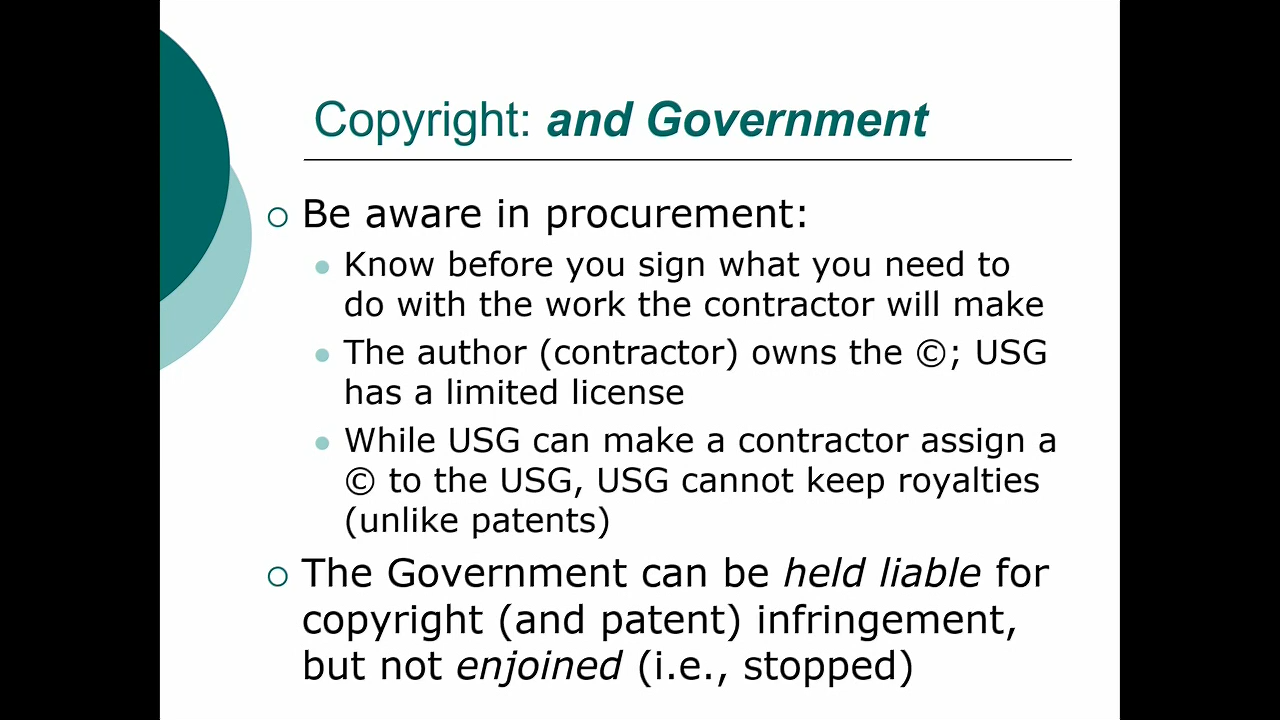 Copyright: and Government
Be aware in procurement:
Know before you sign what you need to
do with the work the contractor will make
The author (contractor) owns the ©; USG
has a limited license
While USG can make a contractor assign a
© to the USG, USG cannot keep royalties
(unlike patents)
The Government can be held liable for
copyright (and patent) infringement,
but not enjoined (i.e., stopped)